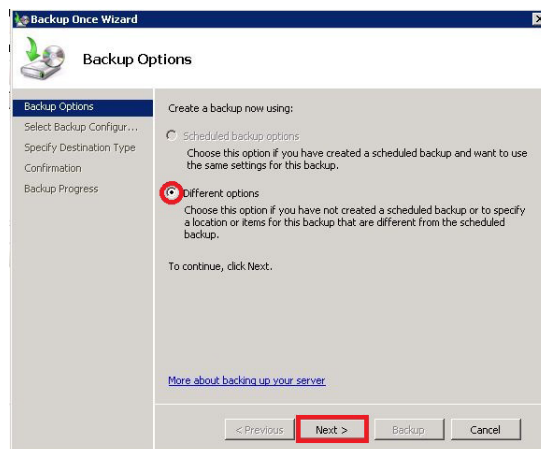 Backup Once Wizard
Backup Options
Backup Options
Select Backup Configur...
Specify Destination Type
Confirmation
Backup Progress
Create a backup now using:
Scheduled backup options
Choose this option if you have created a scheduled backup and want to use
the same settings for this backup.
Different options
Choose this option if you have not created a scheduled backup or to specify
a location or items for this backup that are different from the scheduled
backup.
To continue, click Next.
More about backing up your server
< Previous
Next >
Backup
Cancel